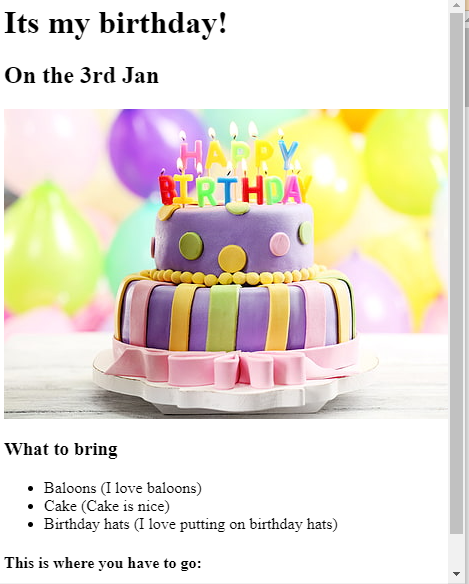 Its my birthday!
On the 3rd Jan
HAPPY
BIRTHDAY
What to bring
Baloons (I love baloons)
Cake (Cake is nice)
Birthday hats (I love putting on birthday hats)
This is where you have to go: